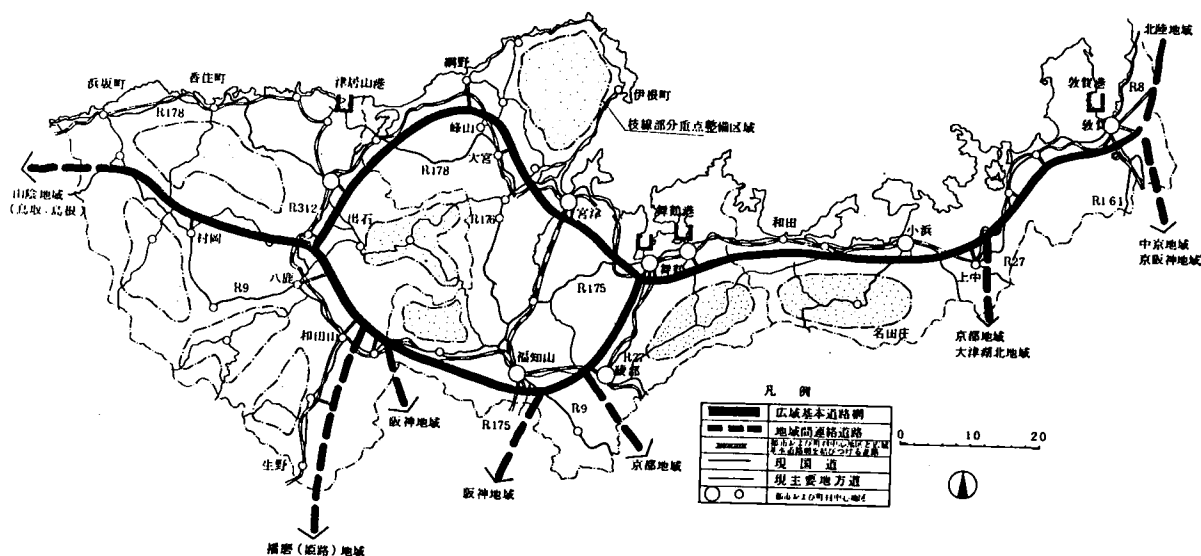 北陸地域
浜坂町
香住町
津居山港
網野
敦賀港
R8
敦賀
伊根町
R178
枝線部分重点整備区域
峰山
大宮
R178
山陰地域
(鳥取・島根)
R161
R312
出石
R176
宮津
舞鶴港
和田
小浜
中京地域
京阪神地域
村岡
R27
上中
八鹿
R9
R175
名田庄
京都地域
大津湖北地域
和田山
福知山
R27
綾部
凡例
広域基本道路網
地域間連絡道路
現国道
現主要地方道
0 10 20
阪神地域
R175
R9
京都地域
生野
阪神地域
播磨(姫路)地域